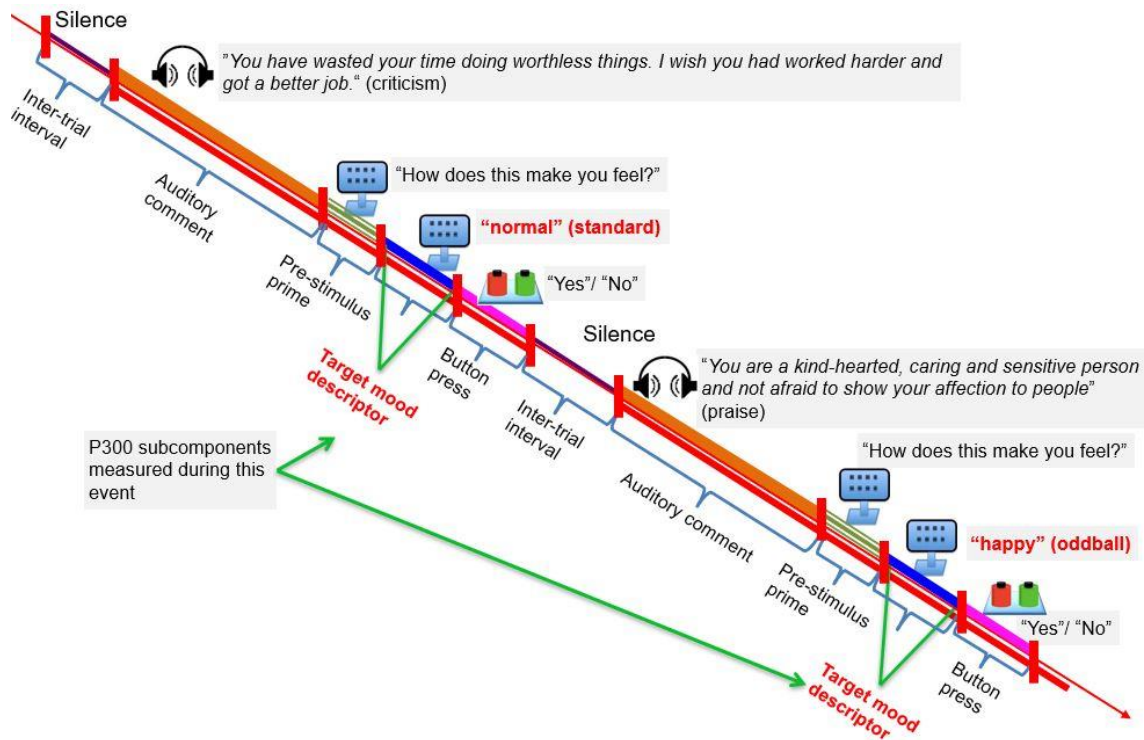 Silence
"You have wasted your time doing worthless things. I wish you had worked harder and
got a better job." (criticism)
Inter-trial
interval
Auditory
comment
"How does this make you feel?"
"normal" (standard)
"Yes"/ "No"
Pre-stimulus
prime
Target mood
descriptor
Button
press
Silence
Inter-trial
interval
"You are a kind-hearted, caring and sensitive person
and not afraid to show your affection to people"
(praise)
P300 subcomponents
measured during this
event
Auditory comment
"How does this make you feel?"
"happy" (oddball)
"Yes"/ "No"
Pre-stimulus
prime
Target mood
descriptor
Button
press